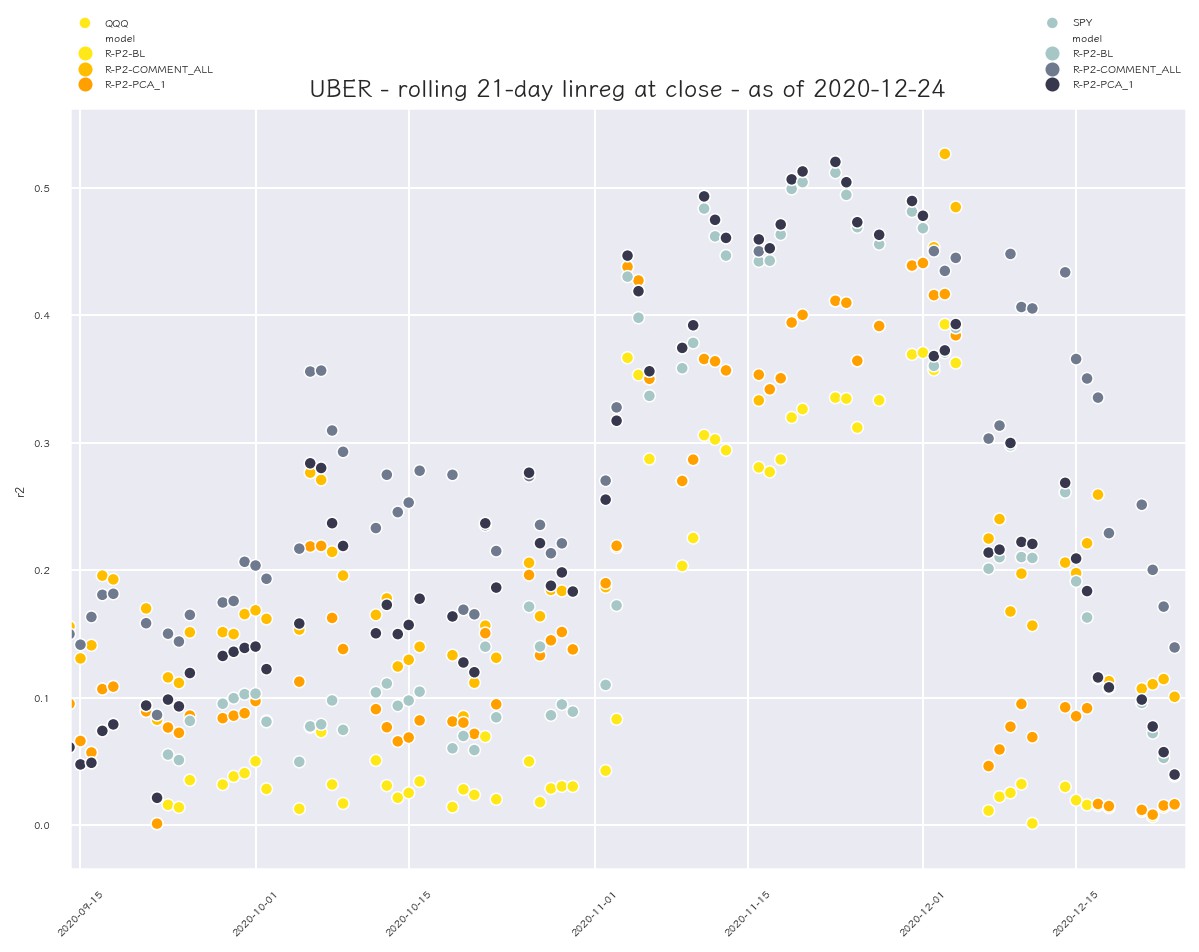 QQQ
model
R-P2-BL
R-P2-COMMENT_ALL
R-P2-PCA_1
SPY
model
R-P2-BL
R-P2-COMMENT_ALL
R-P2-PCA_1
UBER - rolling 21-day linreg at close - as of 2020-12-24
r2
0.5
0.4
0.3
0.2
0.1
0.0
2020-09-15
2020-10-01
2020-10-15
2020-11-01
2020-11-15
2020-12-01
2020-12-15